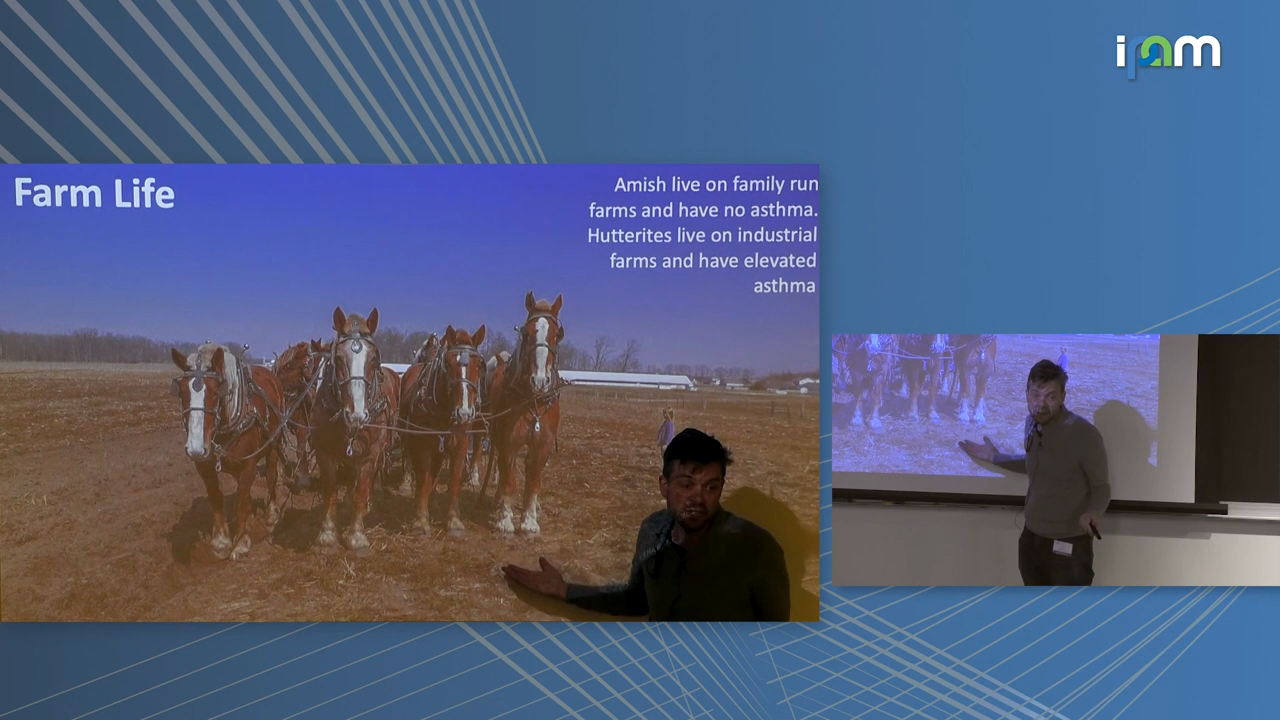 ipam
Farm Life
Amish live on family run
farms and have no asthma.
Hutterites live on industrial
farms and have elevated
asthma